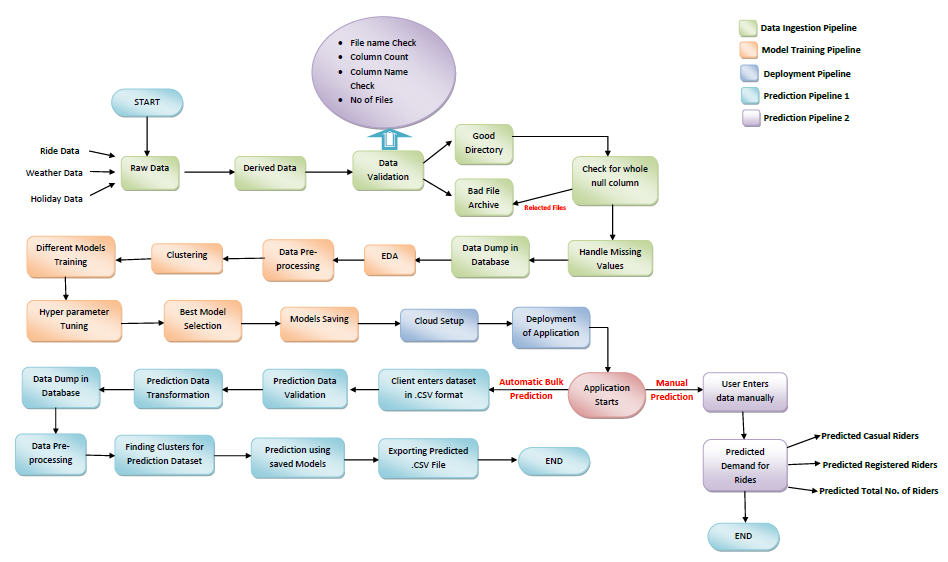 File name Check
Column Count
Column Name
Check
No of Files
Data Ingestion Pipeline
Model Training Pipeline
Deployment Pipeline
Prediction Pipeline 1
Prediction Pipeline 2
START
Ride Data
Weather Data
Holiday Data
Raw Data
Derived Data
Data
Validation
Good
Directory
Bad File
Archive
Check for whole
null column
Rejected Files
Different Models
Training
Clustering
Data Pre-
processing
EDA
Data Dump in
Database
Handle Missing
Values
Hyper parameter
Tuning
Best Model
Selection
Models Saving
Cloud Setup
Deployment
of Application
Data Dump in
Database
Prediction Data
Transformation
Prediction Data
Validation
Client enters dataset
in .CSV format
Automatic Bulk
Prediction
Application
Starts
Manual
Prediction
User Enters
data manually
Data Pre-
processing
Finding Clusters for
Prediction Dataset
Prediction using
saved Models
Exporting Predicted
.CSV File
END
Predicted
Demand for
Rides
Predicted Casual Riders
Predicted Registered Riders
Predicted Total No. of Riders
END